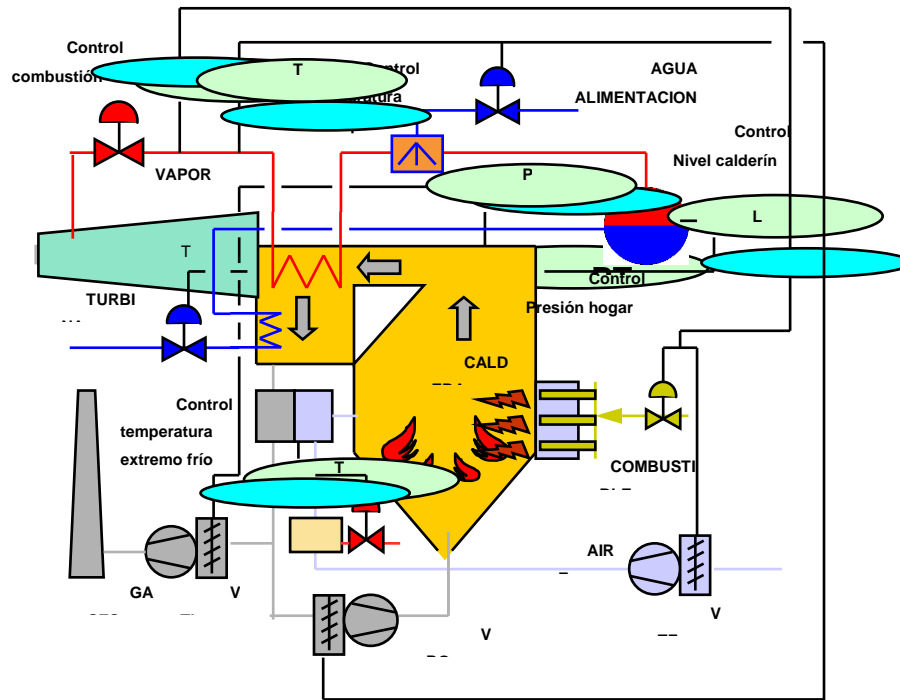 Control
combustión
T
Control
AGUA
ALIMENTACION
Control
Nivel calderín
VAPOR
P
L
T
Control
Presión hogar
TURBI
CALD
Control
temperatura
extremo frío
T
COMBUSTI
AIR
GA
V
V
V